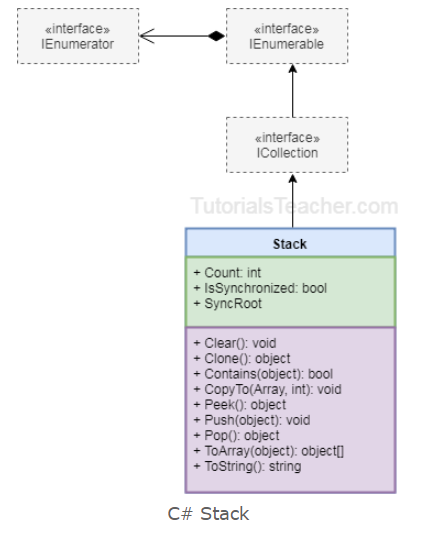 «interface»
IEnumerator
«interface»
IEnumerable
«interface»
ICollection
TutorialsTeacher.com
Stack
+ Count: int
+ IsSynchronized: bool
+ SyncRoot
+ Clear(): void
+ Clone(): object
+ Contains(object): bool
+ CopyTo(Array, int): void
+ Peek(): object
+ Push(object): void
+ Pop(): object
+ ToArray(object): object[]
+ ToString(): string
C# Stack